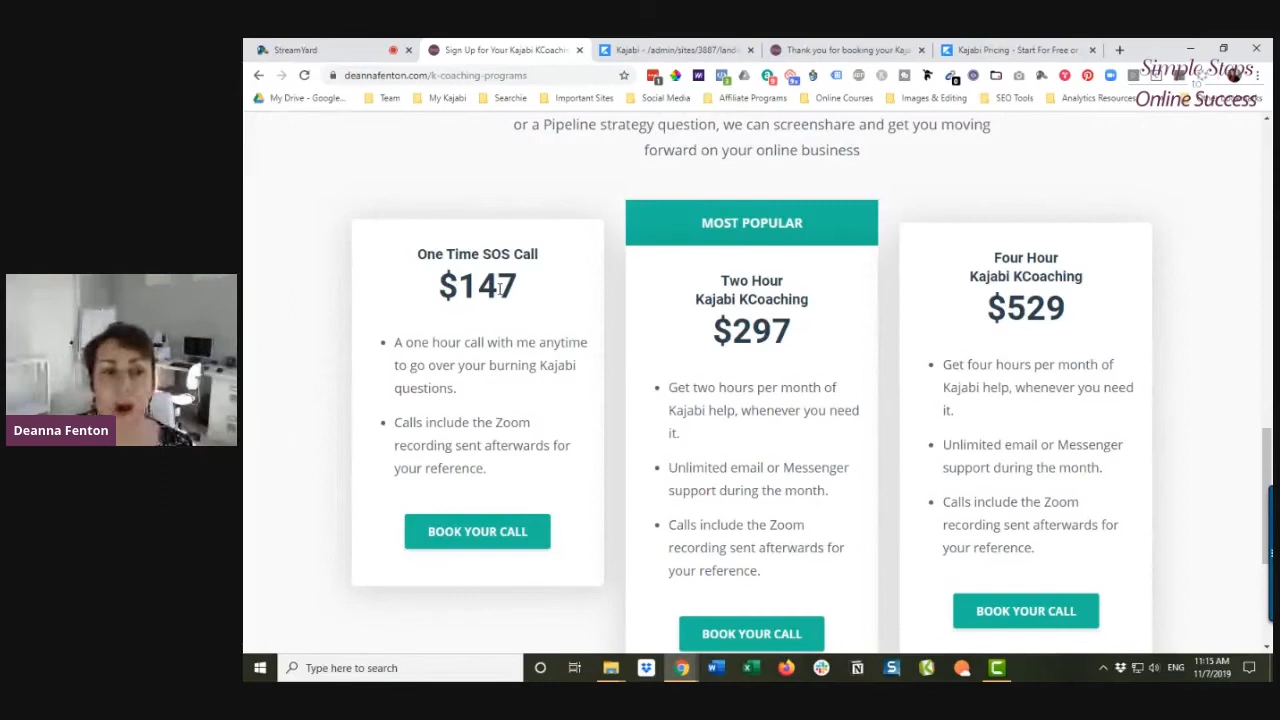 StreamYard
Sign Up for Your Kajabi KCoachin
Kajabi - /admin/sites/3887/landi
Thank you for booking your Kaja
Kajabi Pricing - Start For Free or
deannafenton.com/k-coaching-programs
Simple Steps
to
Online Success
My Drive - Google...
Team
My Kajabi
Searchie
Important Sites
Social Media
Affiliate Programs
Online Courses
Images & Editing
SEO Tools
Analytics Resources
or a Pipeline strategy question, we can screenshare and get you moving
forward on your online business
One Time SOS Call
$147
A one hour call with me anytime
to go over your burning Kajabi
questions.
Calls include the Zoom
recording sent afterwards for
your reference.
BOOK YOUR CALL
MOST POPULAR
Two Hour
Kajabi KCoaching
$297
Get two hours per month of
Kajabi help, whenever you need
it.
Unlimited email or Messenger
support during the month.
Calls include the Zoom
recording sent afterwards for
your reference.
BOOK YOUR CALL
Four Hour
Kajabi KCoaching
$529
Get four hours per month of
Kajabi help, whenever you need
it.
Unlimited email or Messenger
support during the month.
Calls include the Zoom
recording sent afterwards for
your reference.
BOOK YOUR CALL
Deanna Fenton
Type here to search
ENG
11:15 AM
11/7/2019